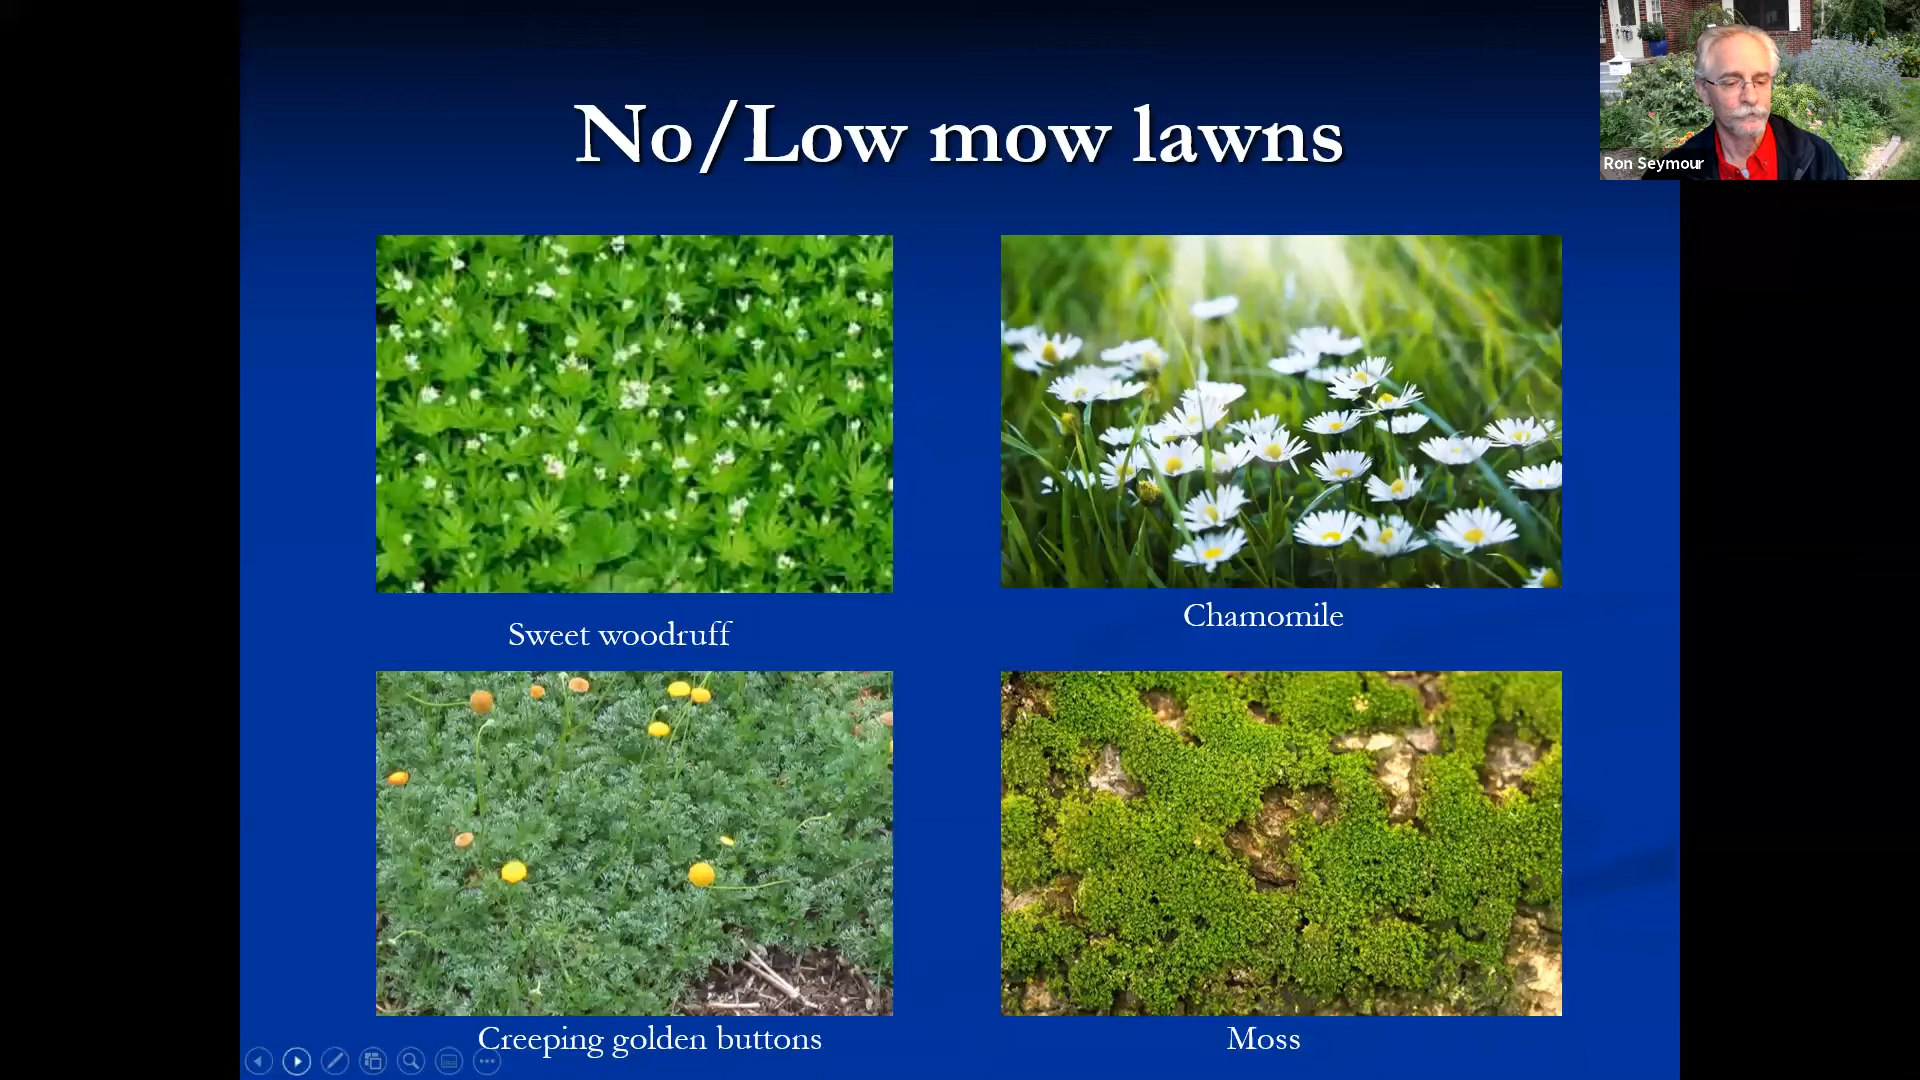 No/Low mow lawns
Ron Seymour
Sweet woodruff
Chamomile
Creeping golden buttons
Moss